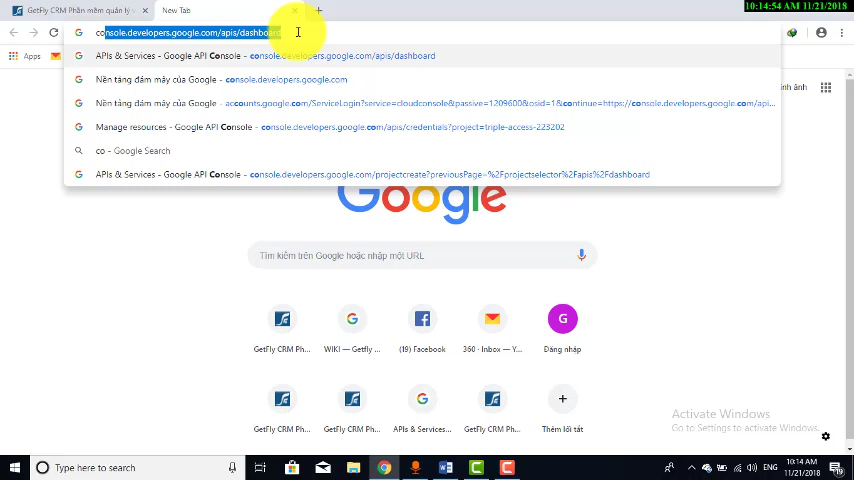 10:14:54 AM 11/21/2018
GetFly CRM Phần mềm quản lý v
New Tab
console.developers.google.com/apis/dashboard
Apps
APIs & Services - Google API Console - console.developers.google.com/apis/dashboard
Nền tảng đám mây của Google - console.developers.google.com
Nền tảng đám mây của Google - accounts.google.com/ServiceLogin?service=cloudconsole&passive=1209600&osid=1&continue=https://console.developers.google.com/api...
Manage resources - Google API Console - console.developers.google.com/apis/credentials?project=triple-access-223202
co - Google Search
APIs & Services - Google API Console - console.developers.google.com/projectcreate?previousPage=%2Fprojectselector%2Fapis%2Fdashboard
ình ảnh
Google
Tìm kiếm trên Google hoặc nhập một URL
G
GetFly CRM Ph...
WIKI — Getfly ...
(19) Facebook
360 · Inbox — Y...
Đăng nhập
GetFly CRM Ph...
GetFly CRM Ph...
APIs & Services...
GetFly CRM Ph...
Thêm lối tắt
Activate Windows
Go to Settings to activate Windows.
Type here to search
ENG
10:14 AM
11/21/2018
19